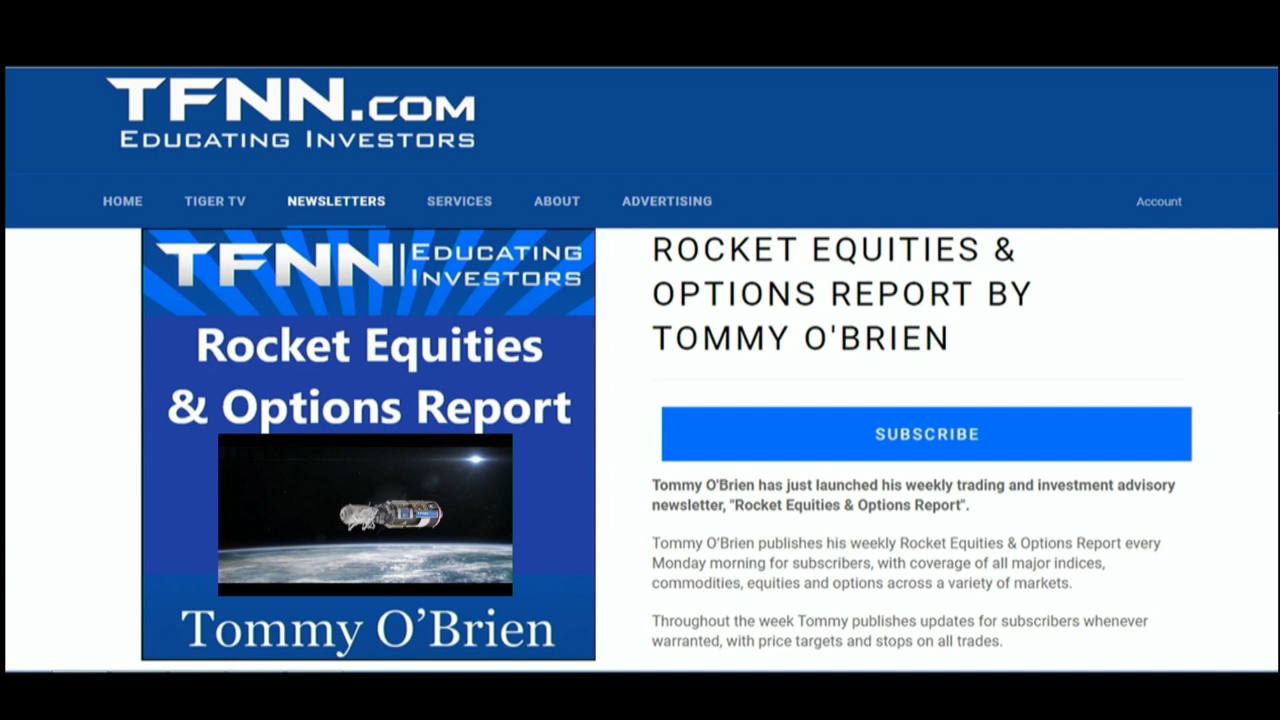 TFNN.COM
EDUCATING INVESTORS
HOME TIGER TV NEWSLETTERS SERVICES ABOUT ADVERTISING Account
TFNN | EDUCATING
INVESTORS
Rocket Equities
& Options Report
Tommy O’Brien
ROCKET EQUITIES &
OPTIONS REPORT BY
TOMMY O'BRIEN
SUBSCRIBE
Tommy O'Brien has just launched his weekly trading and investment advisory
newsletter, "Rocket Equities & Options Report".
Tommy O'Brien publishes his weekly Rocket Equities & Options Report every
Monday morning for subscribers, with coverage of all major indices,
commodities, equities and options across a variety of markets.
Throughout the week Tommy publishes updates for subscribers whenever
warranted, with price targets and stops on all trades.